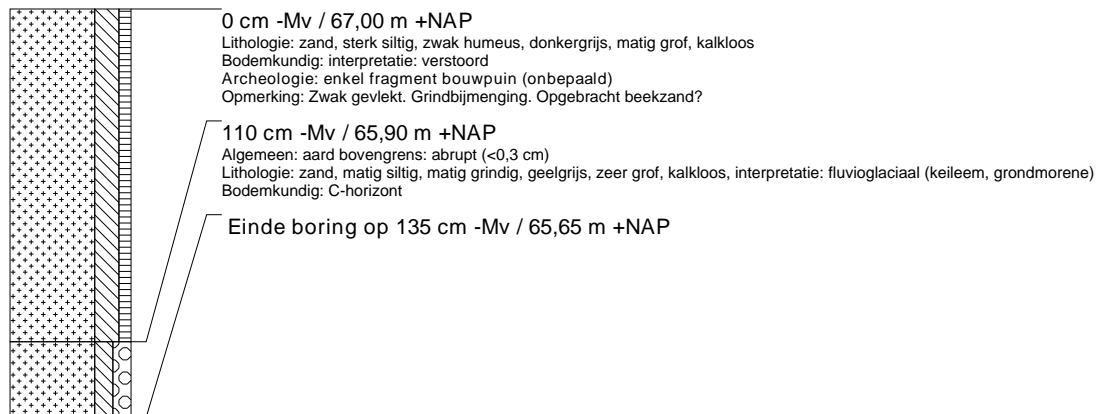 0 cm -Mv / 67,00 m +NAP
Lithologie: zand, sterk siltig, zwak humeus, donkergrijs, matig grof, kalkloos
Bodemkundig: interpretatie: verstoord
Archeologie: enkel fragment bouwpuin (onbepaald)
Opmerking: Zwak gevlekt. Grindbijmenging. Opgebracht beekzand?
110 cm -Mv / 65,90 m +NAP
Algemeen: aard bovengrens: abrupt (<0,3 cm)
Lithologie: zand, matig siltig, matig grindig, geelgrijs, zeer grof, kalkloos, interpretatie: fluvioglaciaal (keileem, grondmorene)
Bodemkundig: C-horizont
Einde boring op 135 cm -Mv / 65,65 m +NAP